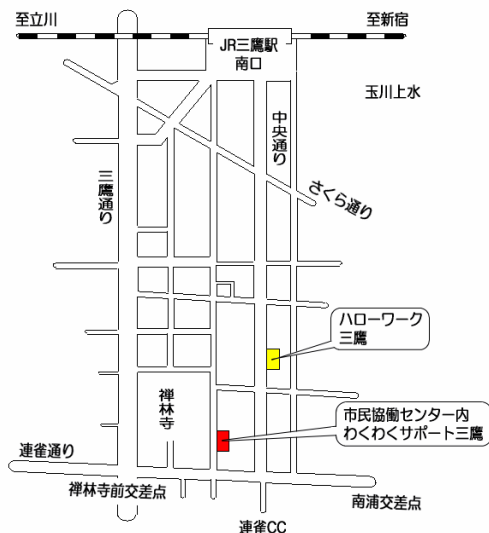 至立川
至新宿
JR三鷹駅
南口
玉川上水
中央通り
三鷹通り
さくら通り
ハローワーク
三鷹
禅林寺
市民協働センター内
わくわくサポート三鷹
連雀通り
禅林寺前交差点
南浦交差点
連雀CC